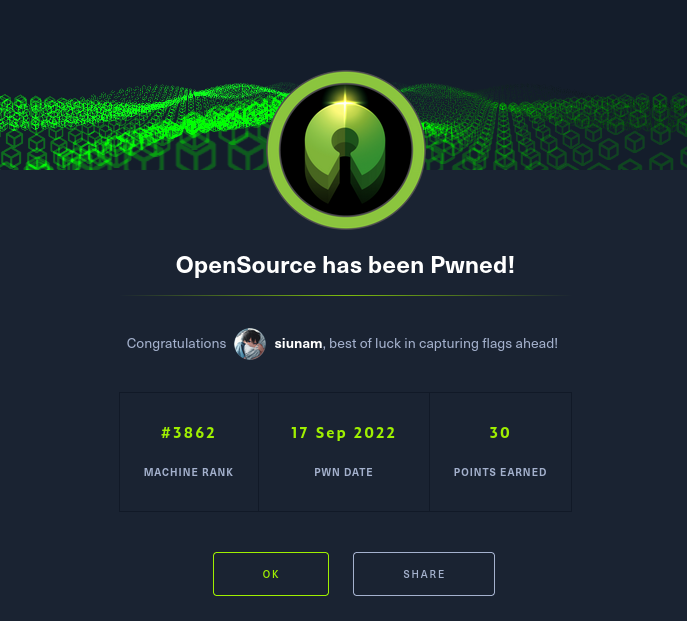 OpenSource has been Pwned!
Congratulations siunam, best of luck in capturing flags ahead!
#3862 17 Sep 2022 30
MACHINE RANK PWN DATE POINTS EARNED
OK SHARE